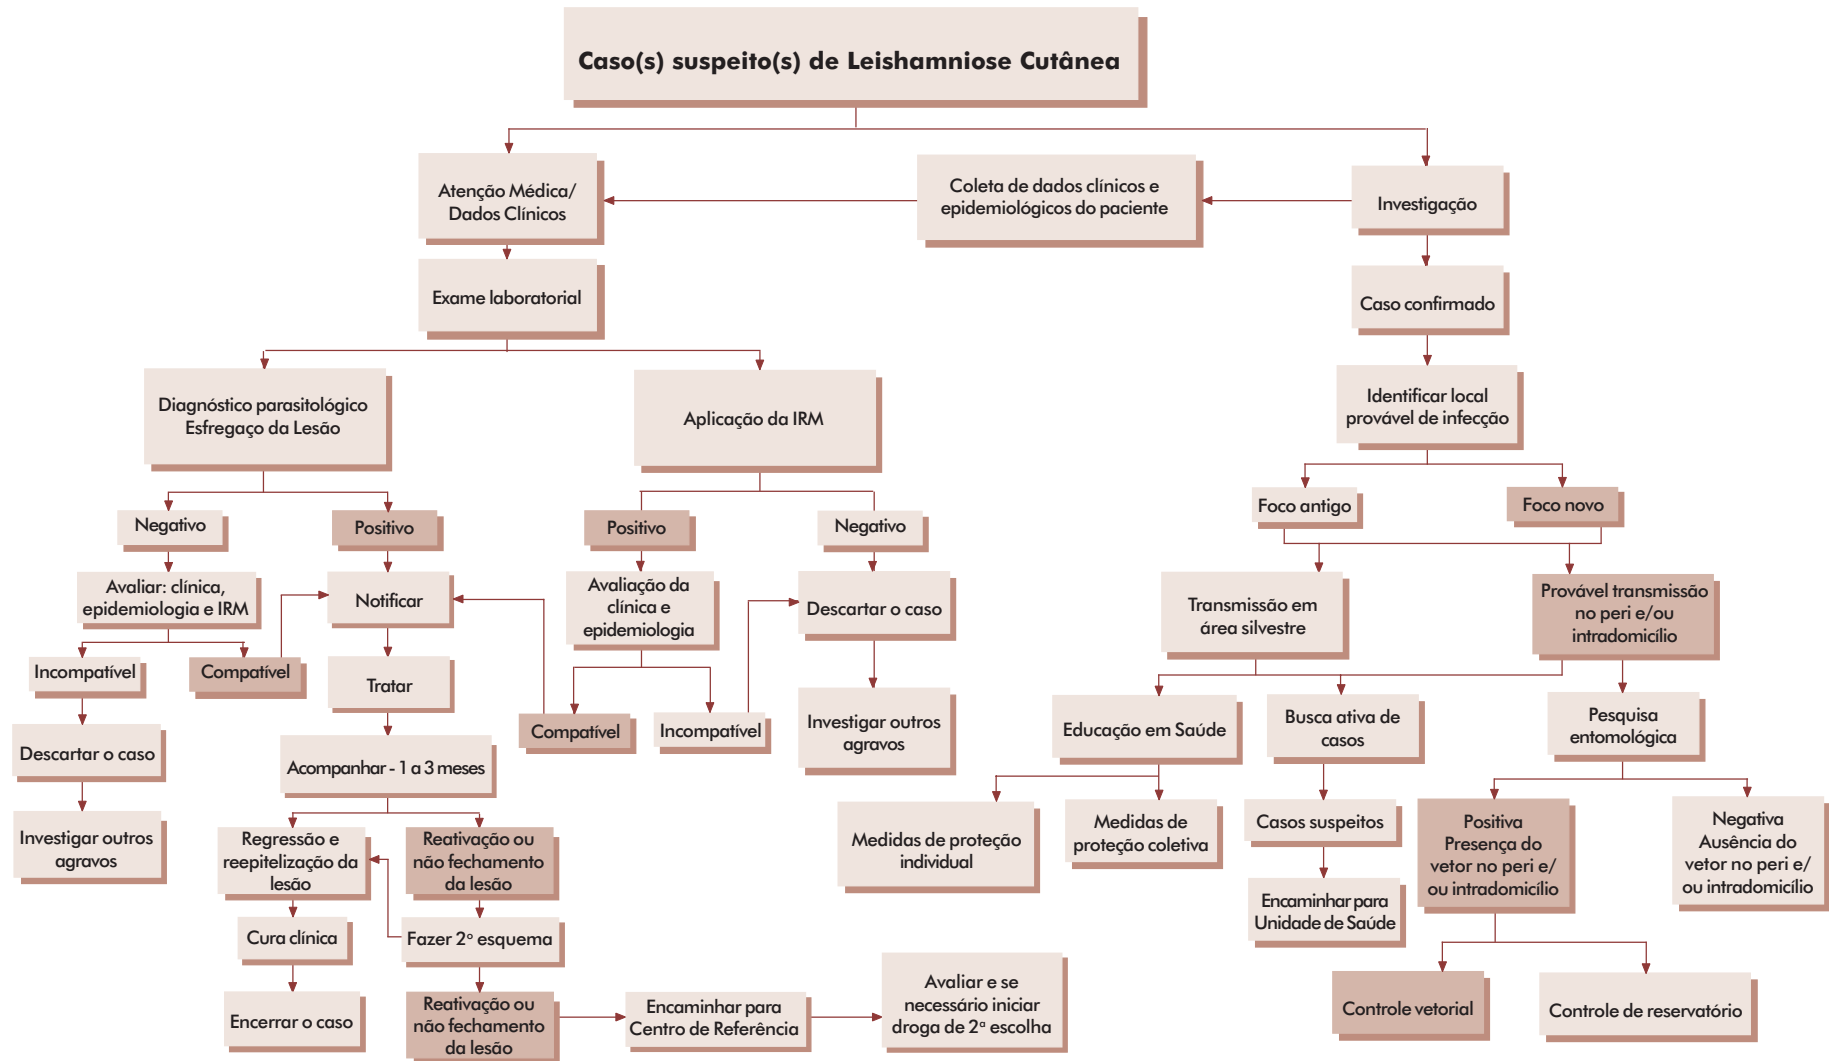 Caso(s) suspeito(s) de Leishamniose Cutânea
Atenção Médica/
Dados Clínicos
Coleta de dados clínicos e
epidemiológicos do paciente
Investigação
Exame laboratorial
Caso confirmado
Diagnóstico parasitológico
Esfregaço da Lesão
Aplicação da IRM
Identificar local
provável de infecção
Negativo
Positivo
Positivo
Negativo
Foco antigo
Foco novo
Avaliar: clínica,
epidemiologia e IRM
Notificar
Avaliação da
clínica e
epidemiologia
Descartar o caso
Transmissão em
área silvestre
Provável transmissão
no peri e/ou
intradomicílio
Incompatível
Compatível
Tratar
Compatível
Incompatível
Investigar outros
agravos
Educação em Saúde
Busca ativa de
casos
Pesquisa
entomológica
Descartar o caso
Acompanhar - 1 a 3 meses
Investigar outros
agravos
Regressão e
reepitelização da
lesão
Reativação ou
não fechamento
da lesão
Medidas de proteção
individual
Medidas de
proteção coletiva
Casos suspeitos
Positiva
Presença do
vetor no peri e/
ou intradomicílio
Negativa
Ausência do
vetor no peri e/
ou intradomicílio
Cura clínica
Fazer 2º esquema
Encaminhar para
Unidade de Saúde
Encerrar o caso
Reativação ou
não fechamento
da lesão
Encaminhar para
Centro de Referência
Avaliar e se
necessário iniciar
droga de 2ª escolha
Controle vetorial
Controle de reservatório